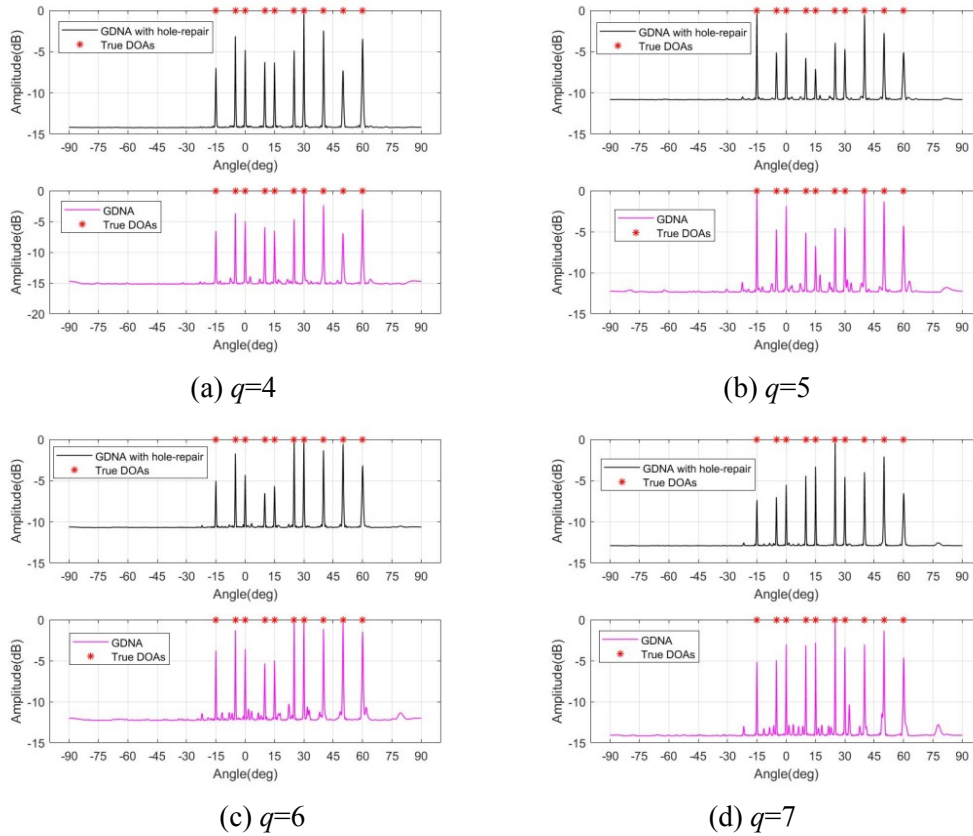 0
-5
-10
-15
Amplitude(dB)
GDNA with hole-repair
True DOAs
-90 -75 -60 -45 -30 -15 0 15 30 45 60 75 90
Angle(deg)
0
-5
-10
-15
-20
Amplitude(dB)
GDNA
True DOAs
-90 -75 -60 -45 -30 -15 0 15 30 45 60 75 90
Angle(deg)
(a) q=4
0
-5
-10
-15
Amplitude(dB)
GDNA with hole-repair
True DOAs
-90 -75 -60 -45 -30 -15 0 15 30 45 60 75 90
Angle(deg)
0
-5
-10
-15
Amplitude(dB)
GDNA
True DOAs
-90 -75 -60 -45 -30 -15 0 15 30 45 60 75 90
Angle(deg)
(b) q=5
0
-5
-10
-15
Amplitude(dB)
GDNA with hole-repair
True DOAs
-90 -75 -60 -45 -30 -15 0 15 30 45 60 75 90
Angle(deg)
0
-5
-10
-15
Amplitude(dB)
GDNA
True DOAs
-90 -75 -60 -45 -30 -15 0 15 30 45 60 75 90
Angle(deg)
(c) q=6
0
-5
-10
-15
Amplitude(dB)
GDNA with hole-repair
True DOAs
-90 -75 -60 -45 -30 -15 0 15 30 45 60 75 90
Angle(deg)
0
-5
-10
-15
Amplitude(dB)
GDNA
True DOAs
-90 -75 -60 -45 -30 -15 0 15 30 45 60 75 90
Angle(deg)
(d) q=7